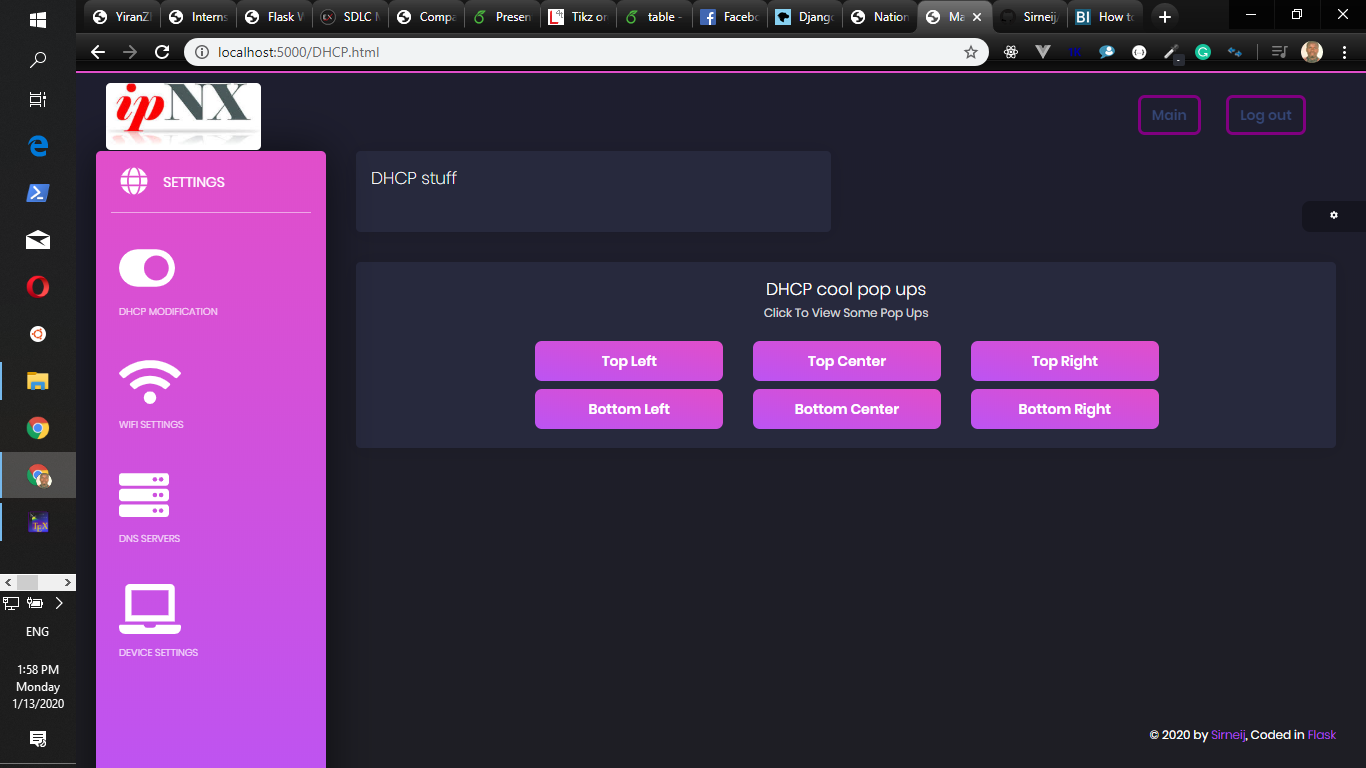 YiranZ
Interns
Flask W
SDLC M
Compa
Presen
Tikz or
table -
Facebo
Djang
Nation
Ma
Sirneij
How to
localhost:5000/DHCP.html
ipNX
Main
Log out
SETTINGS
DHCP MODIFICATION
WIFI SETTINGS
DNS SERVERS
DEVICE SETTINGS
DHCP stuff
DHCP cool pop ups
Click To View Some Pop Ups
Top Left
Top Center
Top Right
Bottom Left
Bottom Center
Bottom Right
© 2020 by Sirneij, Coded in Flask
ENG
1:58 PM
Monday
1/13/2020